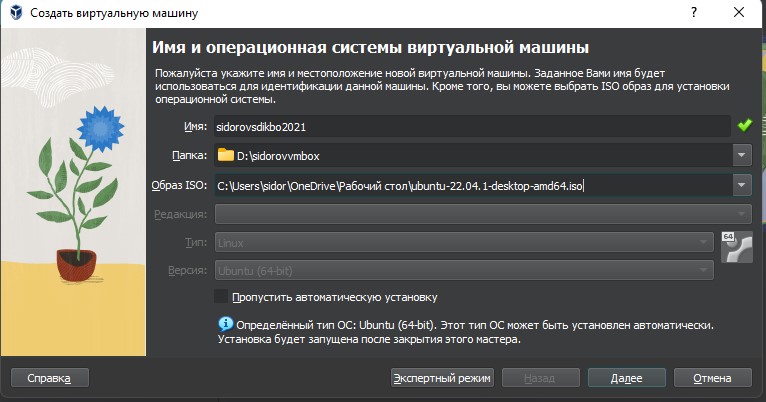 Создать виртуальную машину
Имя и операционная системы виртуальной машины
Пожалуйста укажите имя и местоположение новой виртуальной машины. Заданное Вами имя будет
использоваться для идентификации данной машины. Кроме того, вы можете выбрать ISO образ для установки
операционной системы.
Имя: sidorovsdikbo2021
Папка: D:\sidorovvmbox
Образ ISO: C:\Users\sidor\OneDrive\Рабочий стол\ubuntu-22.04.1-desktop-amd64.iso
Редакция:
Тип: Linux
64
Версия: Ubuntu (64-bit)
Пропустить автоматическую установку
Определённый тип ОС: Ubuntu (64-bit). Этот тип ОС может быть установлен автоматически.
Установка будет запущена после закрытия этого мастера.
Справка Экспертный режим Назад Далее Отмена